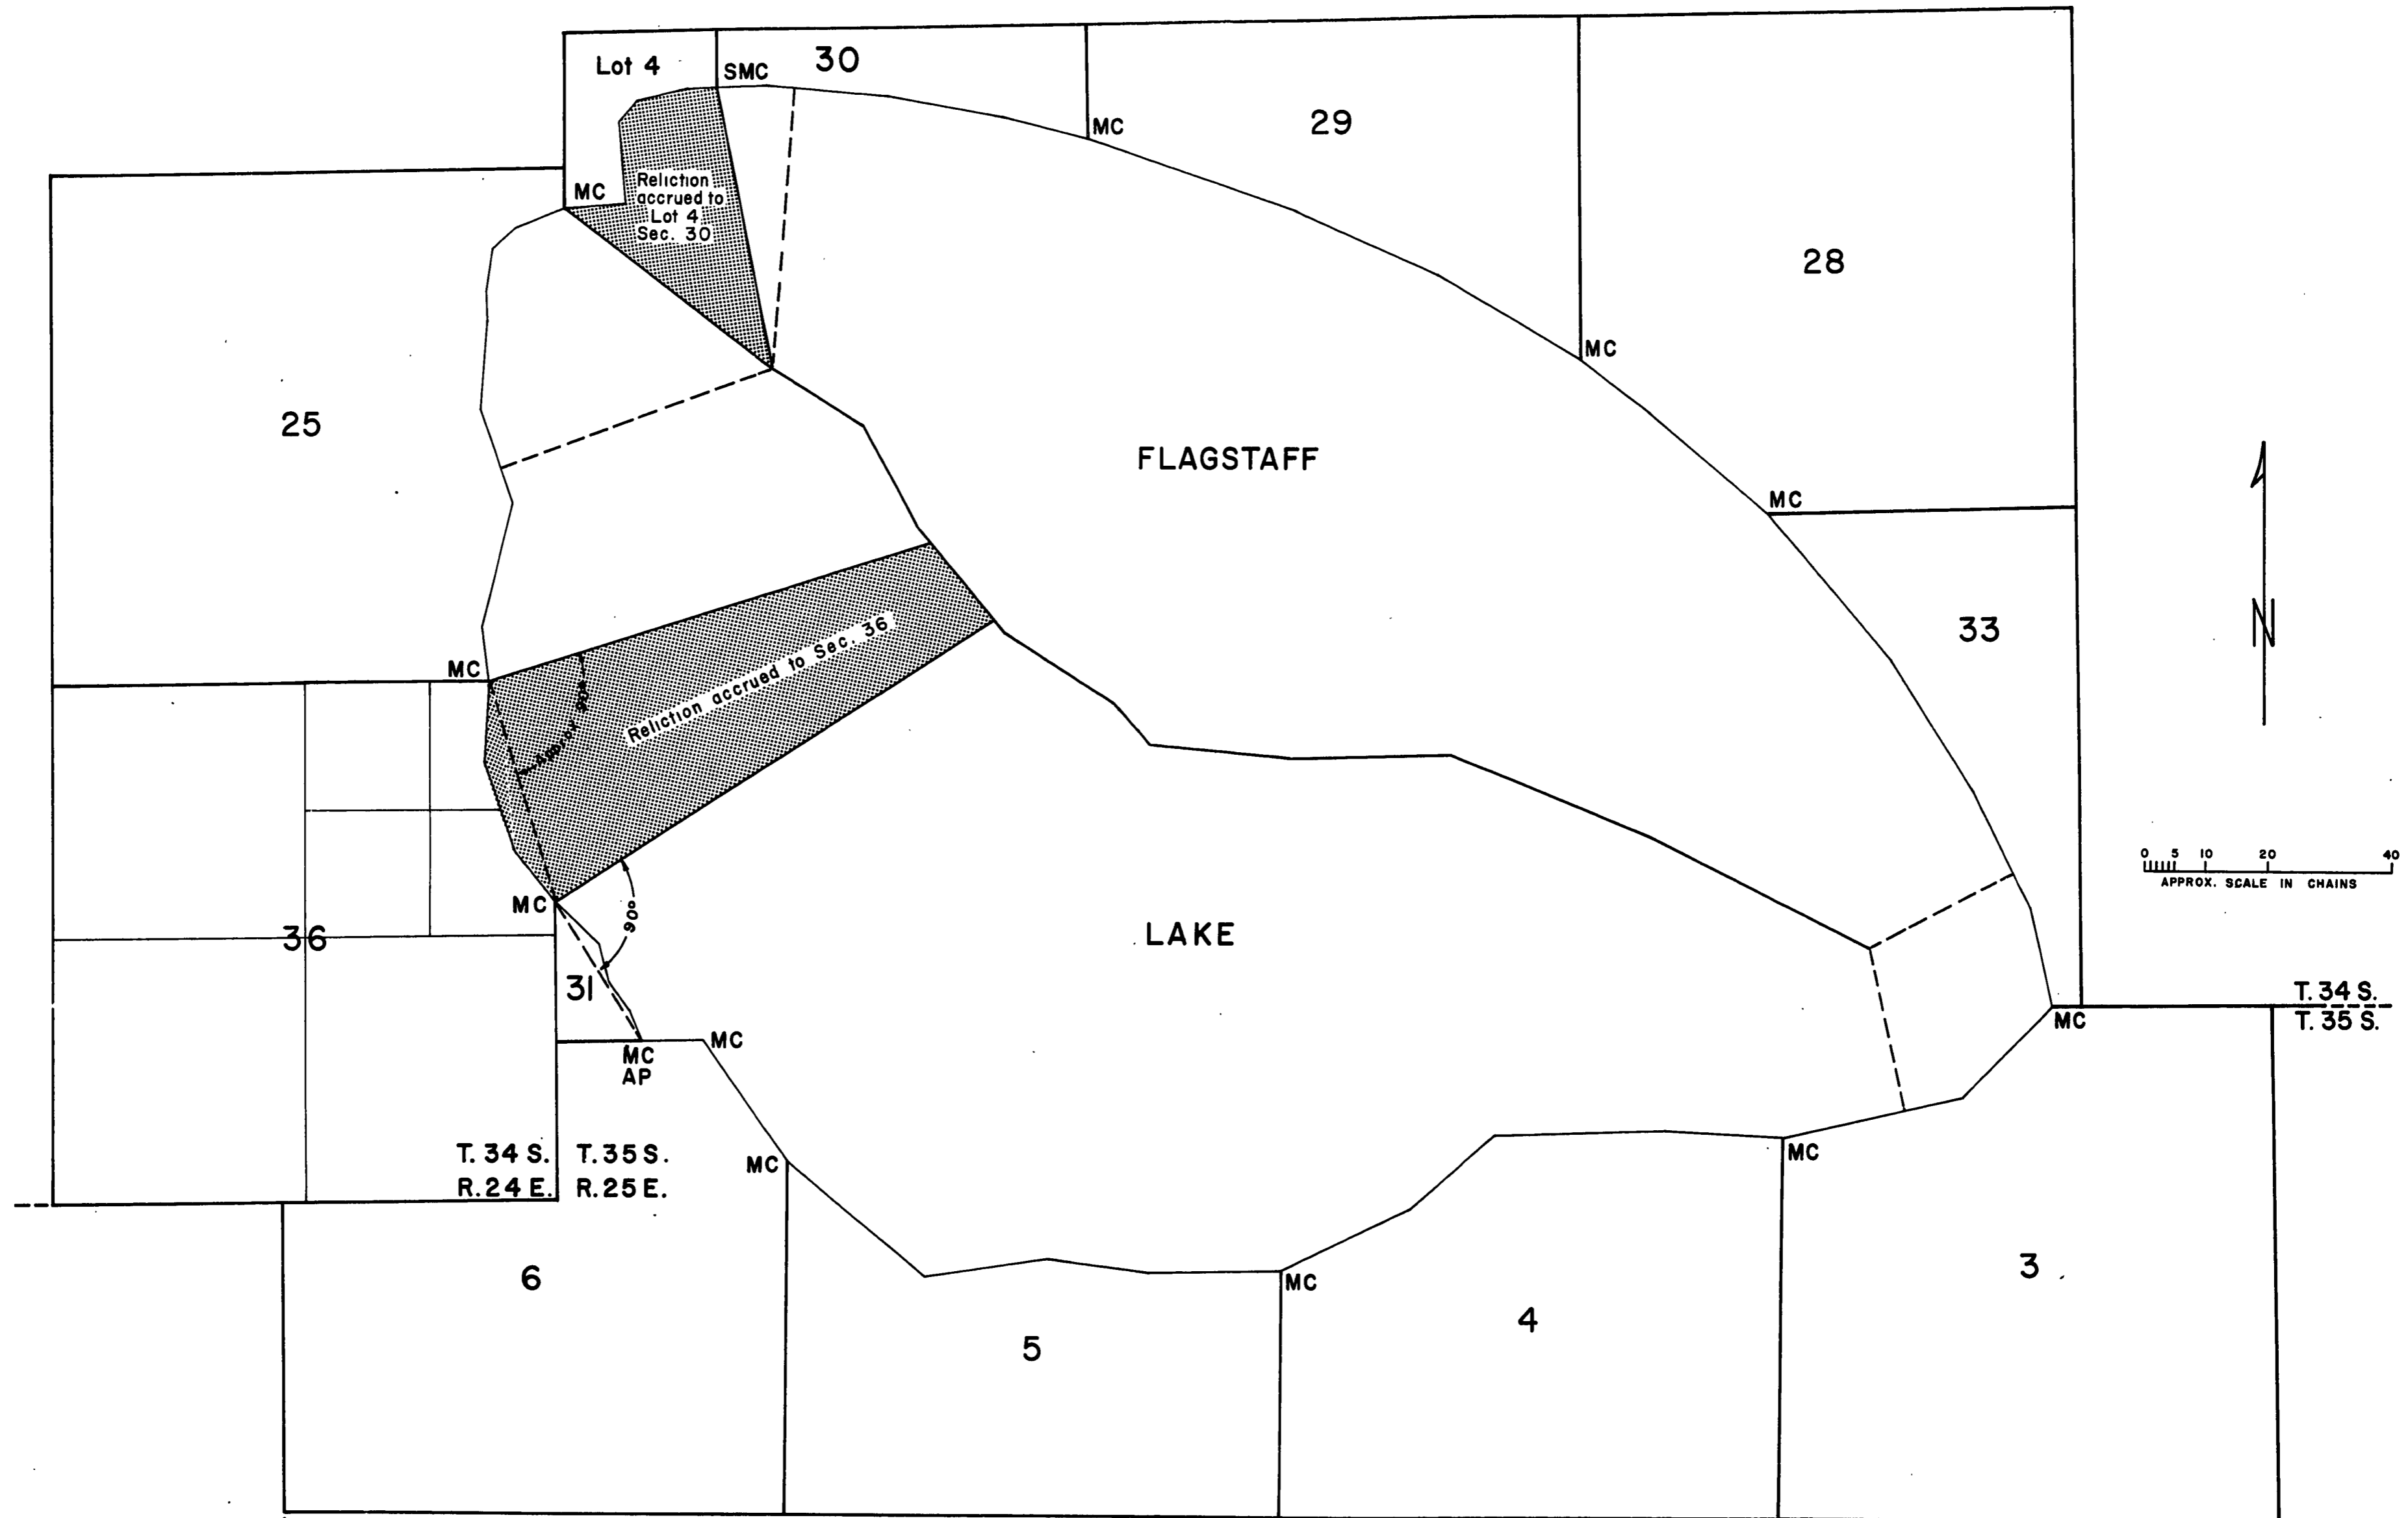 Lot 4
30
SMC
MC
29
MC
Reliction
accrued to
Lot 4
Sec. 30
28
MC
25
FLAGSTAFF
MC
33
N
MC
Approx. 90°
Reliction accrued to Sec. 36
0 5 10 20 40
APPROX. SCALE IN CHAINS
MC
90°
36
LAKE
31
T. 34 S.
T. 35 S.
MC
MC
MC
AP
T. 34 S.
R. 24 E.
T. 35 S.
R. 25 E.
MC
MC
6
MC
3
4
5